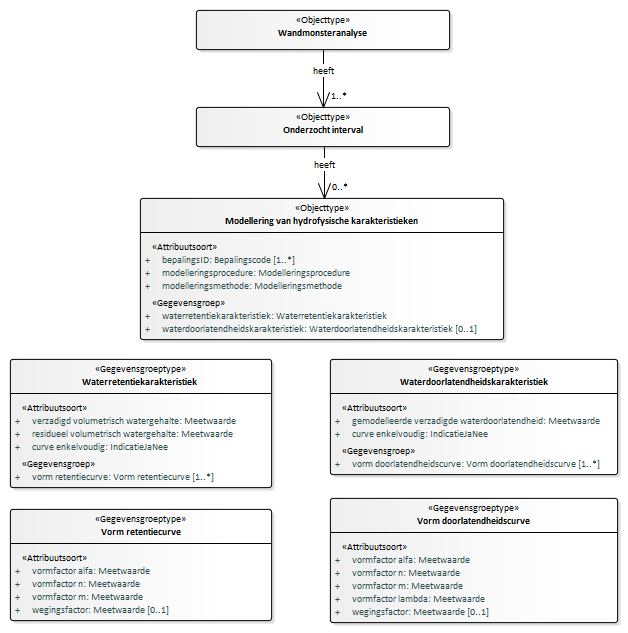 «Objecttype»
Wandmonsteranalyse
heeft
1..*
«Objecttype»
Onderzocht interval
heeft
0..*
«Objecttype»
Modellering van hydrofysische karakteristieken
«Attribuutsoort»
+ bepalingsID: Bepalingscode [1..*]
+ modelleringsprocedure: Modelleringsprocedure
+ modelleringsmethode: Modelleringsmethode
«Gegevensgroep»
+ waterretentiekarakteristiek: Waterretentiekarakteristiek
+ waterdoorlatendheidskarakteristiek: Waterdoorlatendheidskarakteristiek [0..1]
«Gegevensgroeptype»
Waterretentiekarakteristiek
«Attribuutsoort»
+ verzadigd volumetrisch watergehalte: Meetwaarde
+ residueel volumetrisch watergehalte: Meetwaarde
+ curve enkelvoudig: IndicatieJaNee
«Gegevensgroep»
+ vorm retentiecurve: Vorm retentiecurve [1..*]
«Gegevensgroeptype»
Waterdoorlatendheidskarakteristiek
«Attribuutsoort»
+ gemodelleerde verzadigde waterdoorlatendheid: Meetwaarde
+ curve enkelvoudig: IndicatieJaNee
«Gegevensgroep»
+ vorm doorlatendheidscurve: Vorm doorlatendheidscurve [1..*]
«Gegevensgroeptype»
Vorm retentiecurve
«Attribuutsoort»
+ vormfactor alfa: Meetwaarde
+ vormfactor n: Meetwaarde
+ vormfactor m: Meetwaarde
+ wegingsfactor: Meetwaarde [0..1]
«Gegevensgroeptype»
Vorm doorlatendheidscurve
«Attribuutsoort»
+ vormfactor alfa: Meetwaarde
+ vormfactor n: Meetwaarde
+ vormfactor m: Meetwaarde
+ vormfactor lambda: Meetwaarde
+ wegingsfactor: Meetwaarde [0..1]